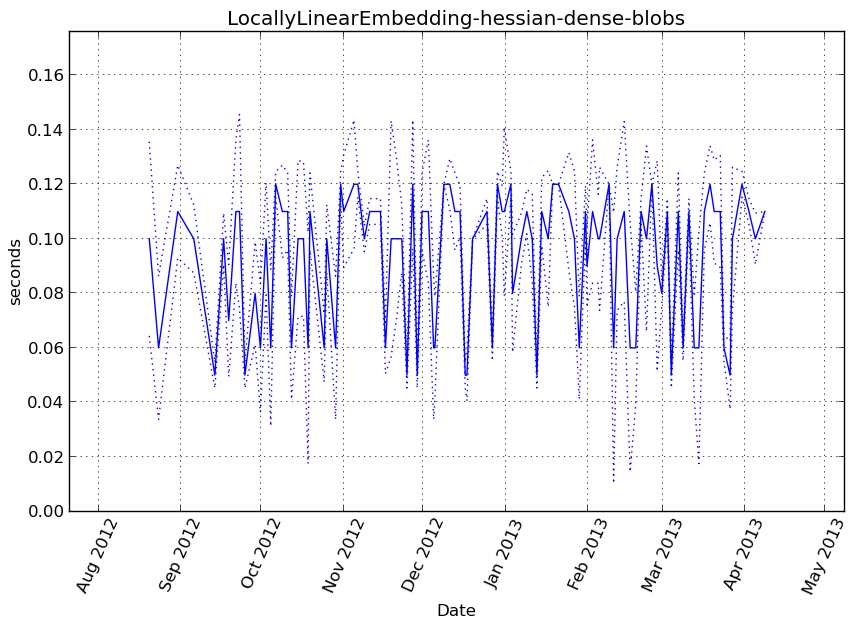 LocallyLinearEmbedding-hessian-dense-blobs
seconds
0.16
0.14
0.12
0.10
0.08
0.06
0.04
0.02
0.00
Aug 2012
Sep 2012
Oct 2012
Nov 2012
Dec 2012
Jan 2013
Feb 2013
Mar 2013
Apr 2013
May 2013
Date